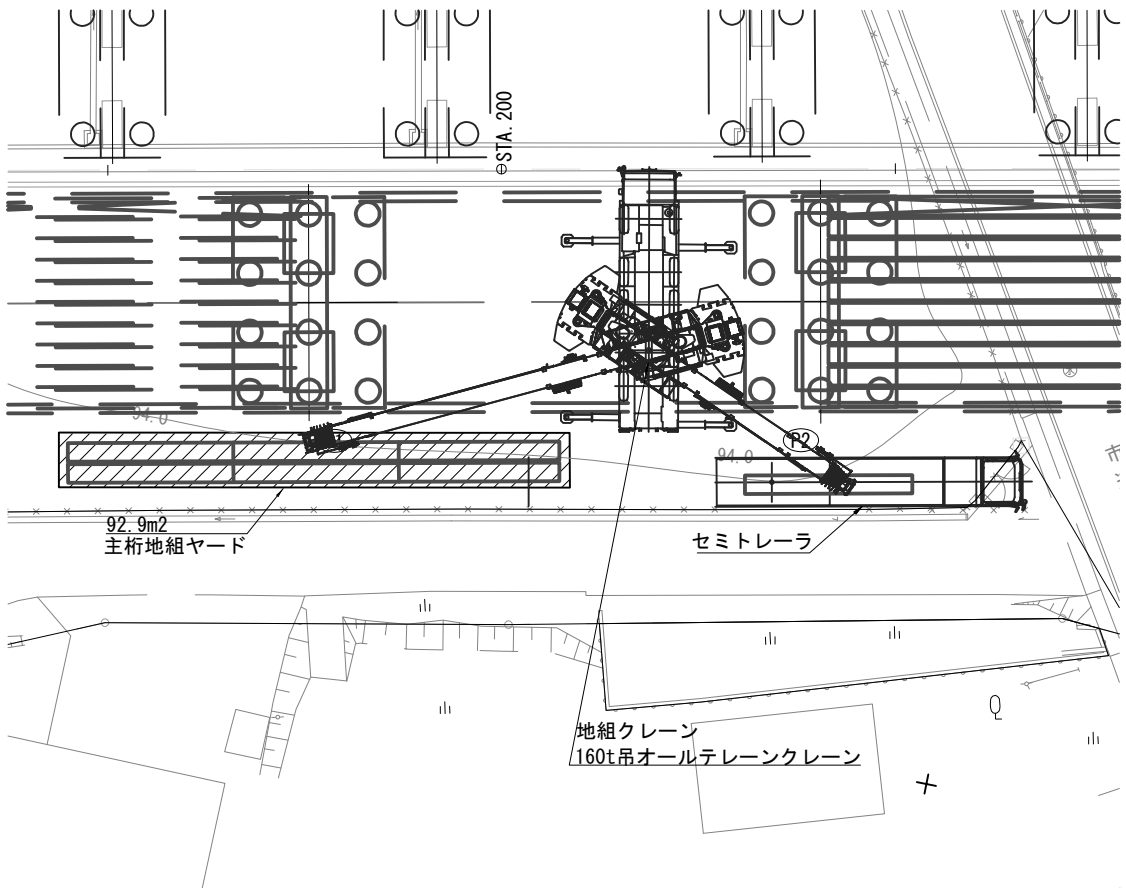 STA.200
94.0
P2
94.0
市
92.9m2
主桁地組ヤード
セミトレーラ
地組クレーン
160t吊オールテレーンクレーン